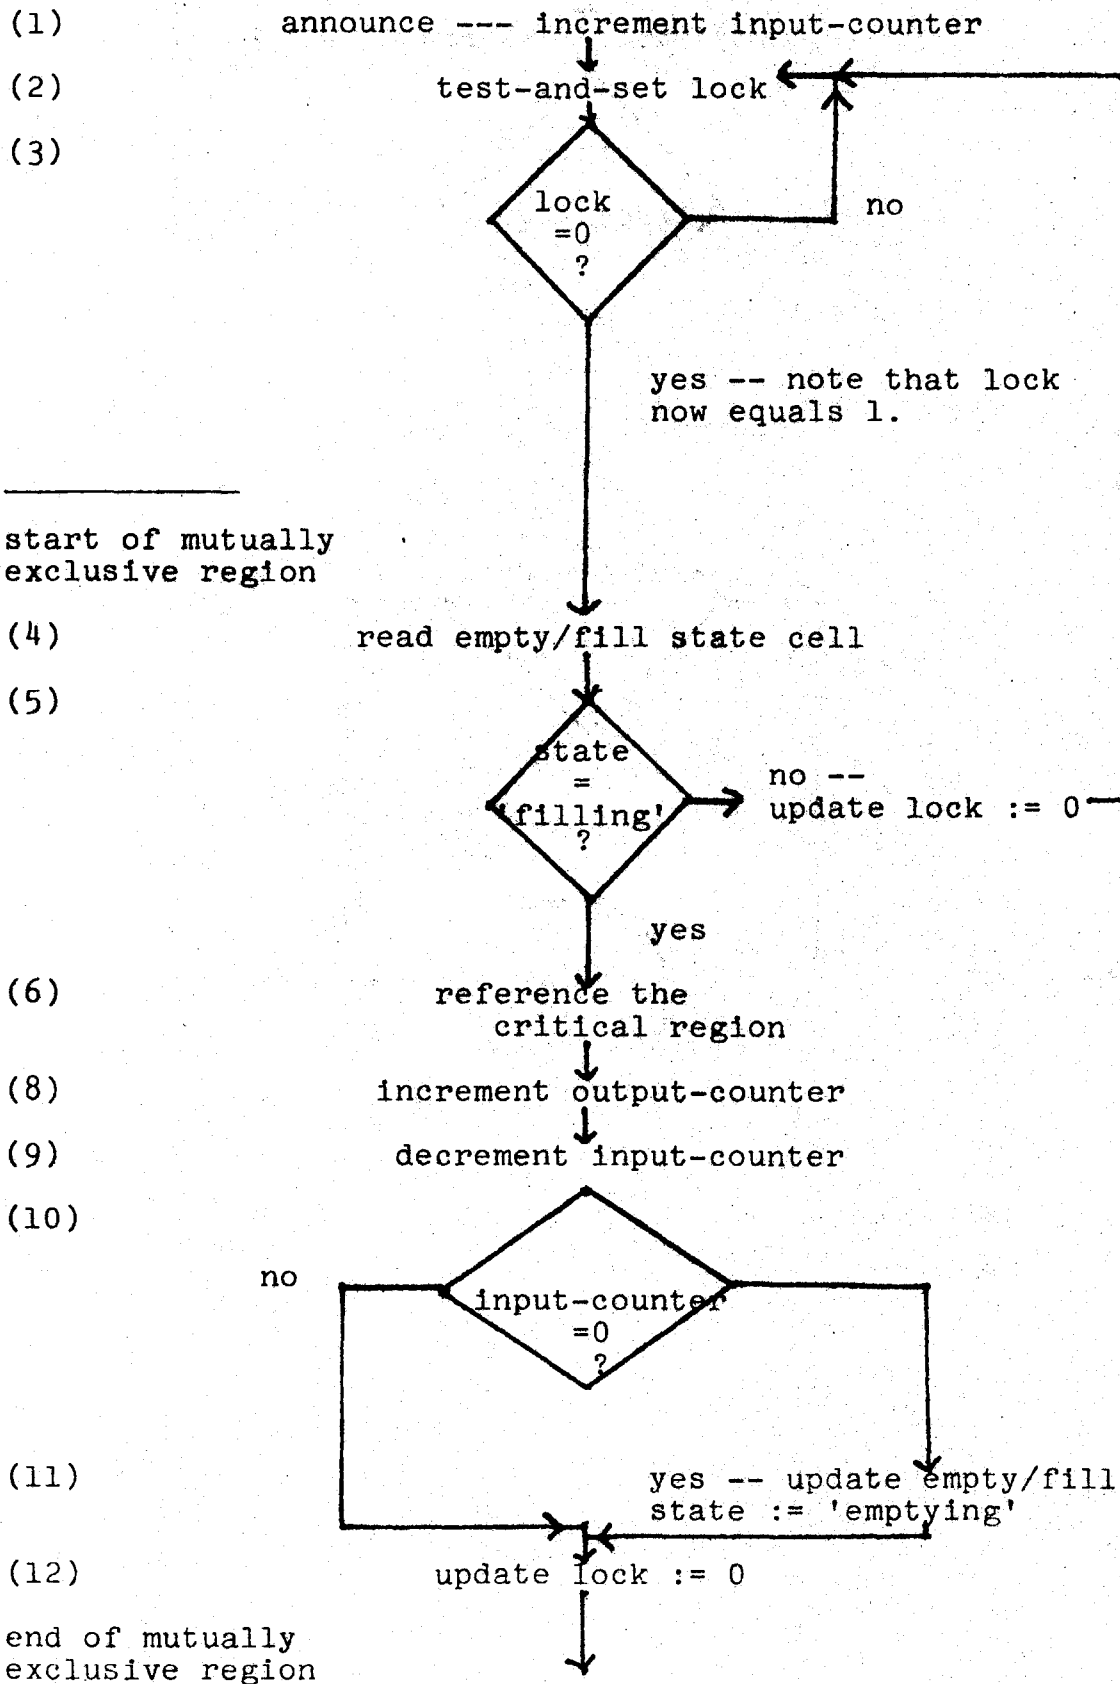 (1) announce --- increment input-counter
(2) test-and-set lock
(3)
lock
=0
?
no
yes -- note that lock
now equals 1.
start of mutually
exclusive region
(4) read empty/fill state cell
(5)
state
=
'filling'
?
no --
update lock := 0
yes
(6) reference the
critical region
(8) increment output-counter
(9) decrement input-counter
(10)
no
input-counter
=0
?
(11) yes -- update empty/fill
state := 'emptying'
(12) update lock := 0
end of mutually
exclusive region